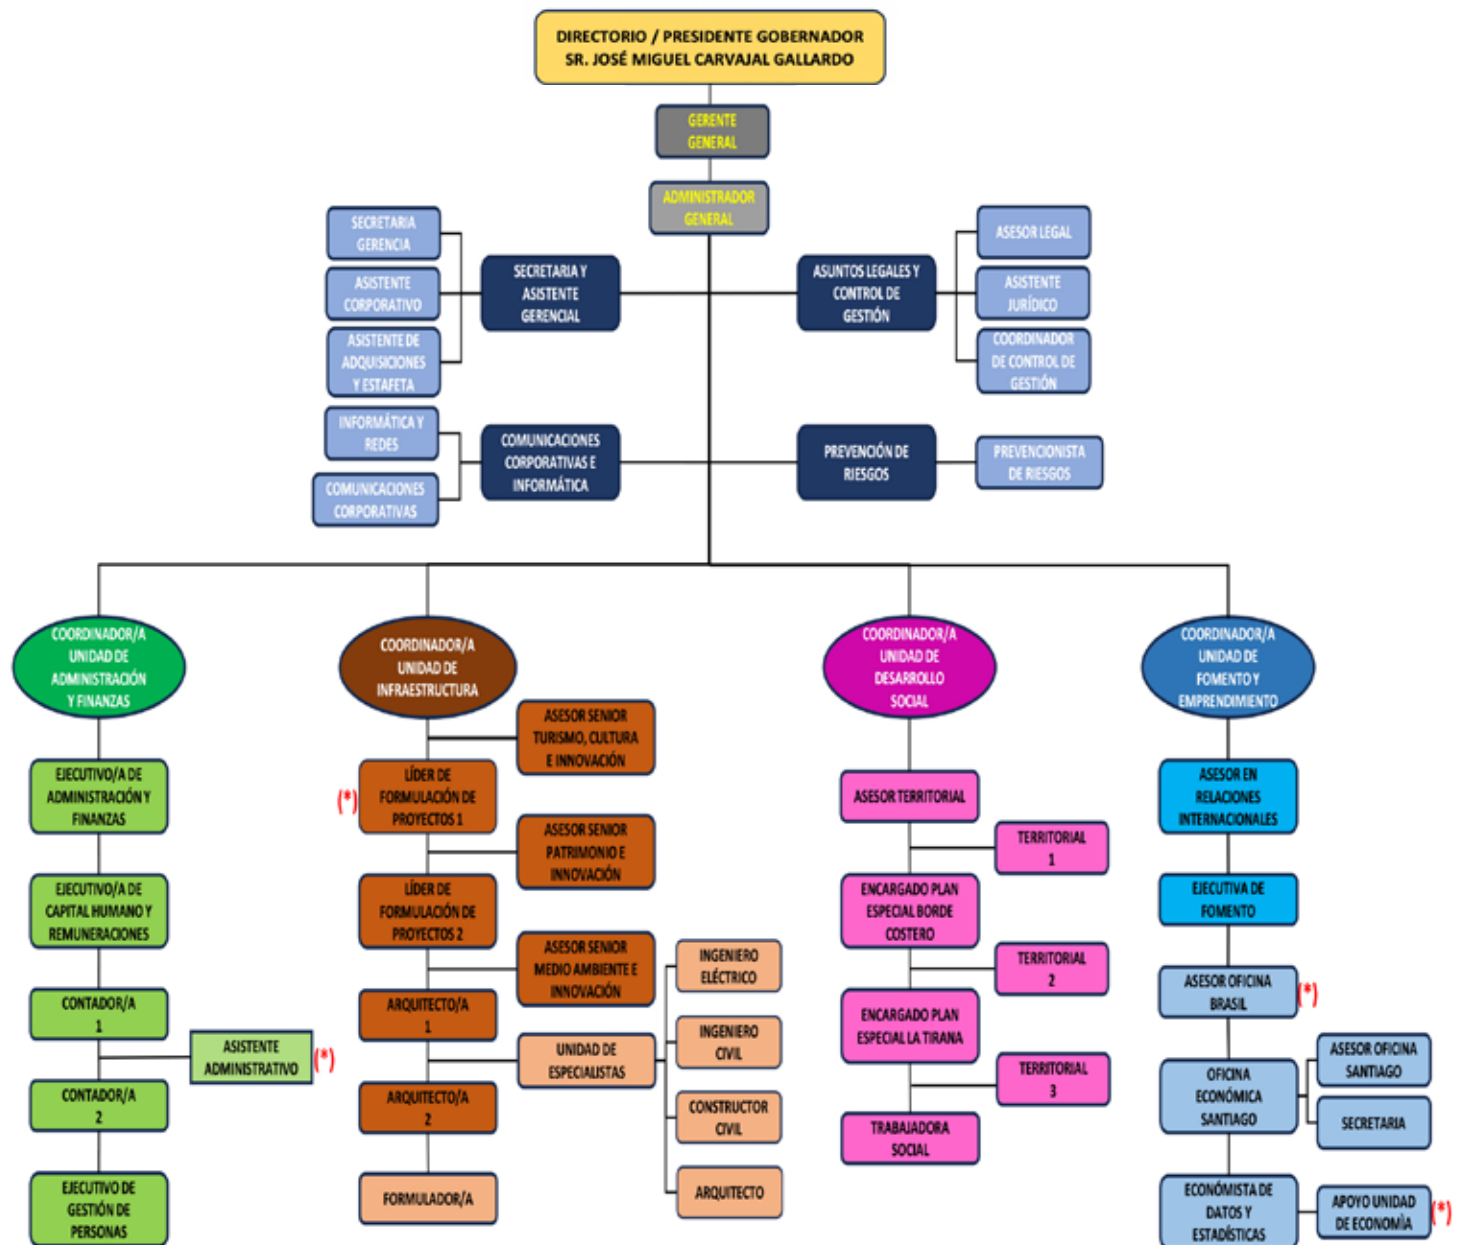 DIRECTORIO / PRESIDENTE GOBERNADOR
SR. JOSÉ MIGUEL CARVAJAL GALLARDO
GERENTE
GENERAL
ADMINISTRADOR
GENERAL
SECRETARIA
GERENCIA
ASISTENTE
CORPORATIVO
ASISTENTE DE
ADQUISICIONES
Y ESTAFETA
SECRETARIA Y
ASISTENTE
GERENCIAL
ASUNTOS LEGALES Y
CONTROL DE
GESTIÓN
ASESOR LEGAL
ASISTENTE
JURÍDICO
COORDINADOR
DE CONTROL DE
GESTIÓN
INFORMÁTICA Y
REDES
COMUNICACIONES
CORPORATIVAS
COMUNICACIONES
CORPORATIVAS E
INFORMÁTICA
PREVENCIÓN DE
RIESGOS
PREVENCIONISTA
DE RIESGOS
COORDINADOR/A
UNIDAD DE
ADMINISTRACIÓN
Y FINANZAS
EJECUTIVO/A DE
ADMINISTRACIÓN Y
FINANZAS
EJECUTIVO/A DE
CAPITAL HUMANO Y
REMUNERACIONES
CONTADOR/A
1
ASISTENTE
ADMINISTRATIVO
(*)
CONTADOR/A
2
EJECUTIVO DE
GESTIÓN DE
PERSONAS
COORDINADOR/A
UNIDAD DE
INFRAESTRUCTURA
ASESOR SENIOR
TURISMO, CULTURA
E INNOVACIÓN
(*)
LÍDER DE
FORMULACIÓN DE
PROYECTOS 1
ASESOR SENIOR
PATRIMONIO E
INNOVACIÓN
LÍDER DE
FORMULACIÓN DE
PROYECTOS 2
ASESOR SENIOR
MEDIO AMBIENTE E
INNOVACIÓN
ARQUITECTO/A
1
UNIDAD DE
ESPECIALISTAS
INGENIERO
ELÉCTRICO
INGENIERO
CIVIL
CONSTRUCTOR
CIVIL
ARQUITECTO
ARQUITECTO/A
2
FORMULADOR/A
COORDINADOR/A
UNIDAD DE
DESARROLLO
SOCIAL
ASESOR TERRITORIAL
TERRITORIAL
1
ENCARGADO PLAN
ESPECIAL BORDE
COSTERO
TERRITORIAL
2
ENCARGADO PLAN
ESPECIAL LA TIRANA
TERRITORIAL
3
TRABAJADORA
SOCIAL
COORDINADOR/A
UNIDAD DE
FOMENTO Y
EMPRENDIMIENTO
ASESOR EN
RELACIONES
INTERNACIONALES
EJECUTIVA DE
FOMENTO
ASESOR OFICINA
BRASIL
(*)
OFICINA
ECONÓMICA
SANTIAGO
ASESOR OFICINA
SANTIAGO
SECRETARIA
ECONÓMISTA DE
DATOS Y
ESTADÍSTICAS
APOYO UNIDAD
DE ECONOMÌA
(*)